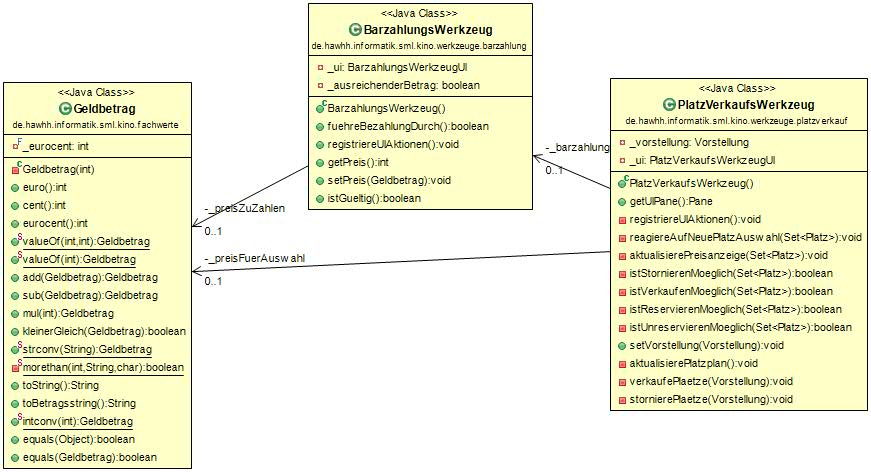 <<Java Class>>
Geldbetrag
de.hawhh.informatik.sml.kino.fachwerte
_eurocent: int
Geldbetrag(int)
euro():int
cent():int
eurocent():int
valueOf(int,int):Geldbetrag
valueOf(int):Geldbetrag
add(Geldbetrag):Geldbetrag
sub(Geldbetrag):Geldbetrag
mul(int):Geldbetrag
kleinerGleich(Geldbetrag):boolean
strconv(String):Geldbetrag
morethan(int,String,char):boolean
toString():String
toBetragsstring():String
intconv(int):Geldbetrag
equals(Object):boolean
equals(Geldbetrag):boolean
<<Java Class>>
BarzahlungsWerkzeug
de.hawhh.informatik.sml.kino.werkzeuge.barzahlung
_ui: BarzahlungsWerkzeugUI
_ausreichenderBetrag: boolean
BarzahlungsWerkzeug()
fuehreBezahlungDurch():boolean
registriereUIAktionen():void
getPreis():int
setPreis(Geldbetrag):void
istGueltig():boolean
-_preisZuZahlen
0..1
-_preisFuerAuswahl
0..1
-_barzahlung
0..1
<<Java Class>>
PlatzVerkaufsWerkzeug
de.hawhh.informatik.sml.kino.werkzeuge.platzverkauf
_vorstellung: Vorstellung
_ui: PlatzVerkaufsWerkzeugUI
PlatzVerkaufsWerkzeug()
getUIPane():Pane
registriereUIAktionen():void
reagiereAufNeuePlatzAuswahl(Set<Platz>):void
aktualisierePreisanzeige(Set<Platz>):void
istStornierenMoeglich(Set<Platz>):boolean
istVerkaufenMoeglich(Set<Platz>):boolean
istReservierenMoeglich(Set<Platz>):boolean
istUnreservierenMoeglich(Set<Platz>):boolean
setVorstellung(Vorstellung):void
aktualisierePlatzplan():void
verkaufePlaetze(Vorstellung):void
stornierePlaetze(Vorstellung):void